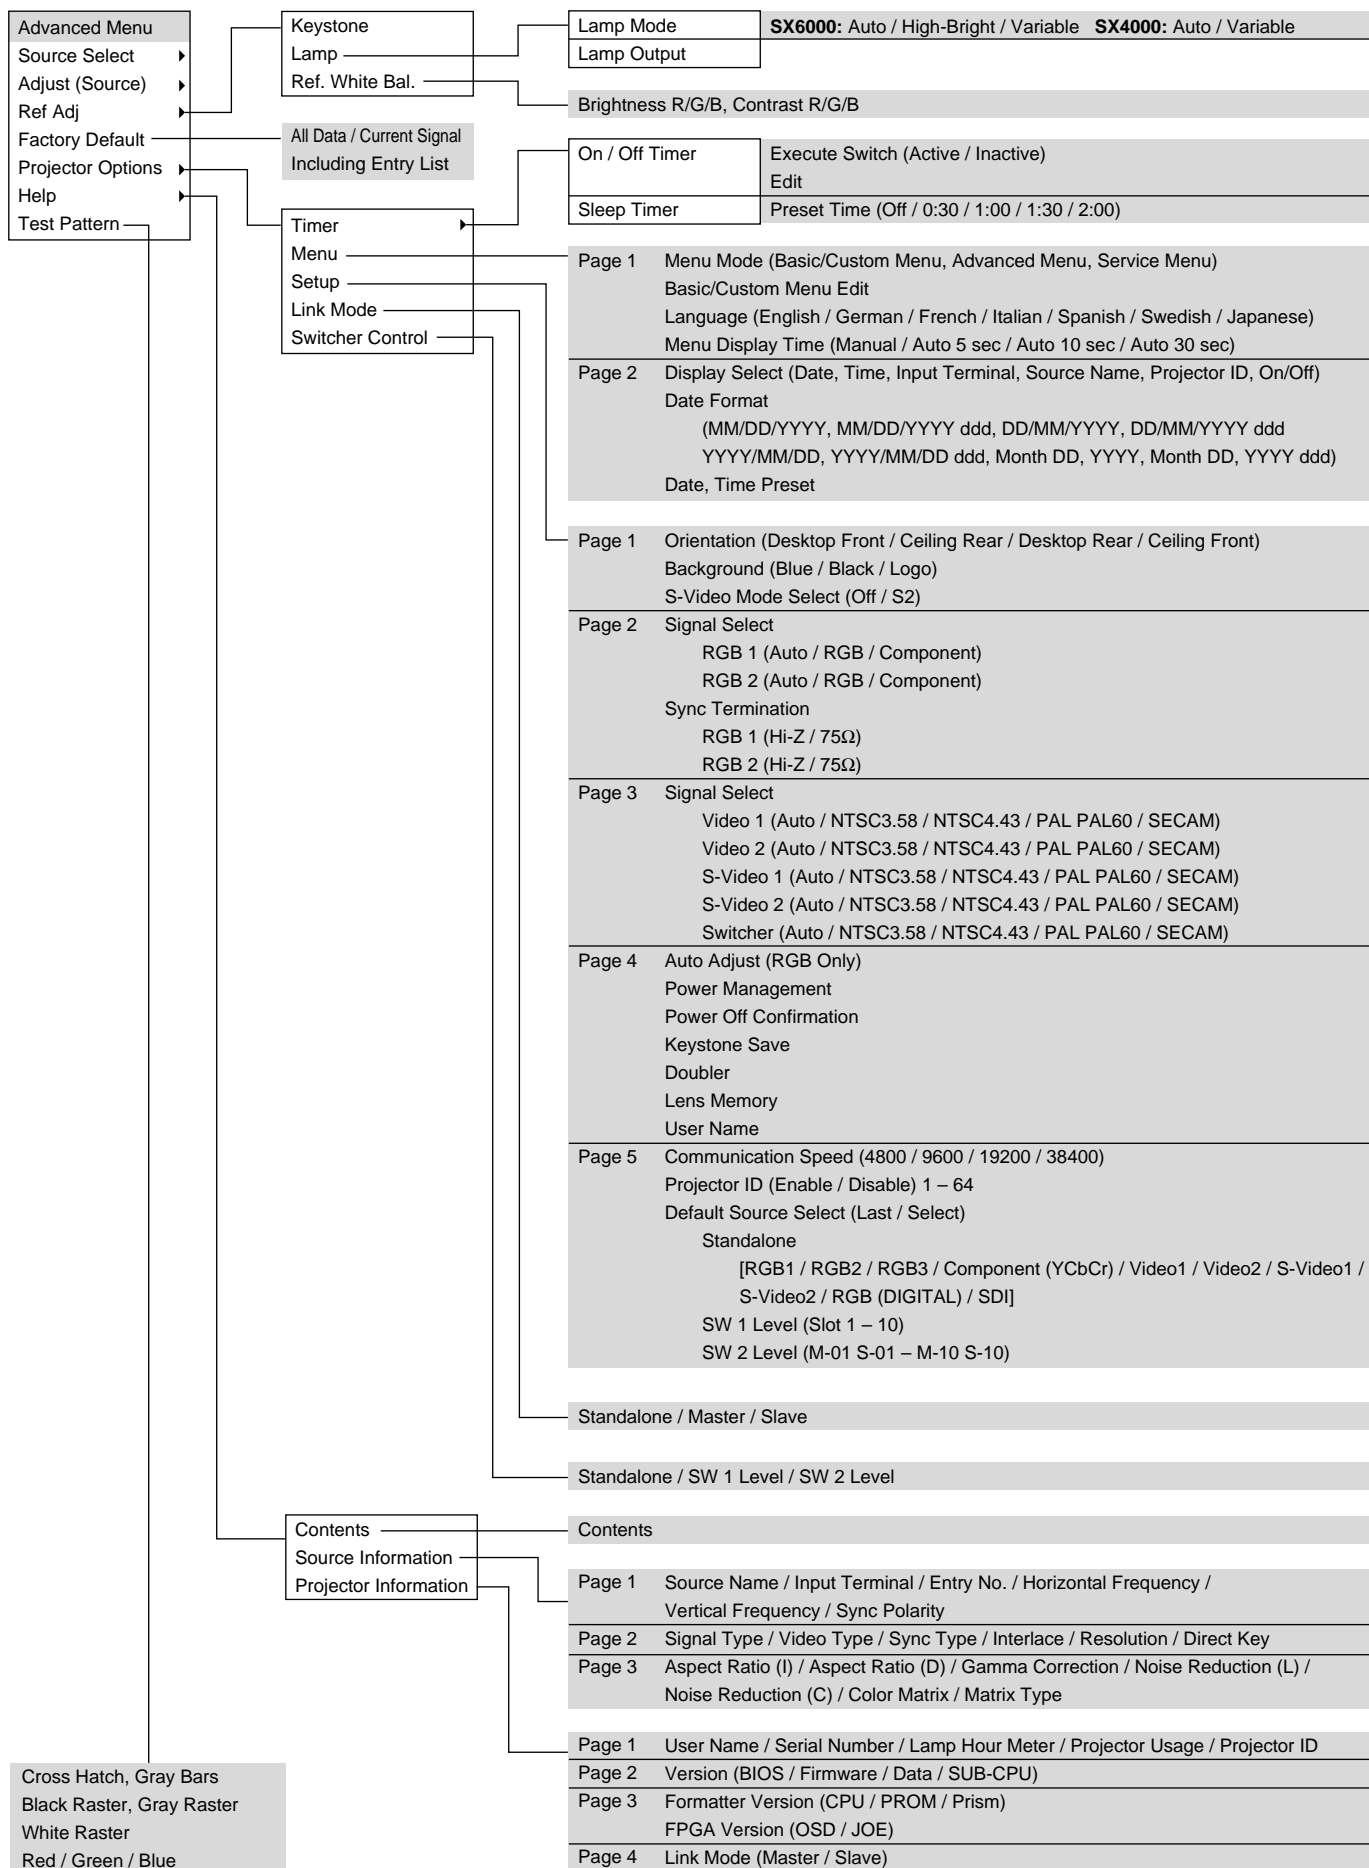 Advanced Menu
Source Select
Adjust (Source)
Ref Adj
Factory Default
Projector Options
Help
Test Pattern
Keystone
Lamp
Ref. White Bal.
Lamp Mode SX6000: Auto / High-Bright / Variable SX4000: Auto / Variable
Lamp Output
Brightness R/G/B, Contrast R/G/B
All Data / Current Signal
Including Entry List
On / Off Timer Execute Switch (Active / Inactive)
Edit
Sleep Timer Preset Time (Off / 0:30 / 1:00 / 1:30 / 2:00)
Timer
Menu
Setup
Link Mode
Switcher Control
Page 1 Menu Mode (Basic/Custom Menu, Advanced Menu, Service Menu)
Basic/Custom Menu Edit
Language (English / German / French / Italian / Spanish / Swedish / Japanese)
Menu Display Time (Manual / Auto 5 sec / Auto 10 sec / Auto 30 sec)
Page 2 Display Select (Date, Time, Input Terminal, Source Name, Projector ID, On/Off)
Date Format
(MM/DD/YYYY, MM/DD/YYYY ddd, DD/MM/YYYY, DD/MM/YYYY ddd
YYYY/MM/DD, YYYY/MM/DD ddd, Month DD, YYYY, Month DD, YYYY ddd)
Date, Time Preset
Page 1 Orientation (Desktop Front / Ceiling Rear / Desktop Rear / Ceiling Front)
Background (Blue / Black / Logo)
S-Video Mode Select (Off / S2)
Page 2 Signal Select
RGB 1 (Auto / RGB / Component)
RGB 2 (Auto / RGB / Component)
Sync Termination
RGB 1 (Hi-Z / 75Ω)
RGB 2 (Hi-Z / 75Ω)
Page 3 Signal Select
Video 1 (Auto / NTSC3.58 / NTSC4.43 / PAL PAL60 / SECAM)
Video 2 (Auto / NTSC3.58 / NTSC4.43 / PAL PAL60 / SECAM)
S-Video 1 (Auto / NTSC3.58 / NTSC4.43 / PAL PAL60 / SECAM)
S-Video 2 (Auto / NTSC3.58 / NTSC4.43 / PAL PAL60 / SECAM)
Switcher (Auto / NTSC3.58 / NTSC4.43 / PAL PAL60 / SECAM)
Page 4 Auto Adjust (RGB Only)
Power Management
Power Off Confirmation
Keystone Save
Doubler
Lens Memory
User Name
Page 5 Communication Speed (4800 / 9600 / 19200 / 38400)
Projector ID (Enable / Disable) 1 – 64
Default Source Select (Last / Select)
Standalone
[RGB1 / RGB2 / RGB3 / Component (YCbCr) / Video1 / Video2 / S-Video1 /
S-Video2 / RGB (DIGITAL) / SDI]
SW 1 Level (Slot 1 – 10)
SW 2 Level (M-01 S-01 – M-10 S-10)
Standalone / Master / Slave
Standalone / SW 1 Level / SW 2 Level
Contents
Source Information
Projector Information
Contents
Page 1 Source Name / Input Terminal / Entry No. / Horizontal Frequency /
Vertical Frequency / Sync Polarity
Page 2 Signal Type / Video Type / Sync Type / Interlace / Resolution / Direct Key
Page 3 Aspect Ratio (I) / Aspect Ratio (D) / Gamma Correction / Noise Reduction (L) /
Noise Reduction (C) / Color Matrix / Matrix Type
Page 1 User Name / Serial Number / Lamp Hour Meter / Projector Usage / Projector ID
Page 2 Version (BIOS / Firmware / Data / SUB-CPU)
Page 3 Formatter Version (CPU / PROM / Prism)
FPGA Version (OSD / JOE)
Page 4 Link Mode (Master / Slave)
Cross Hatch, Gray Bars
Black Raster, Gray Raster
White Raster
Red / Green / Blue